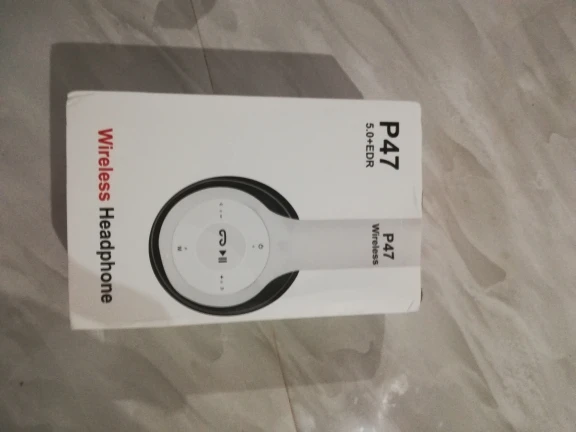 P47
5.0+EDR
P47
Wireless
Wireless Headphone